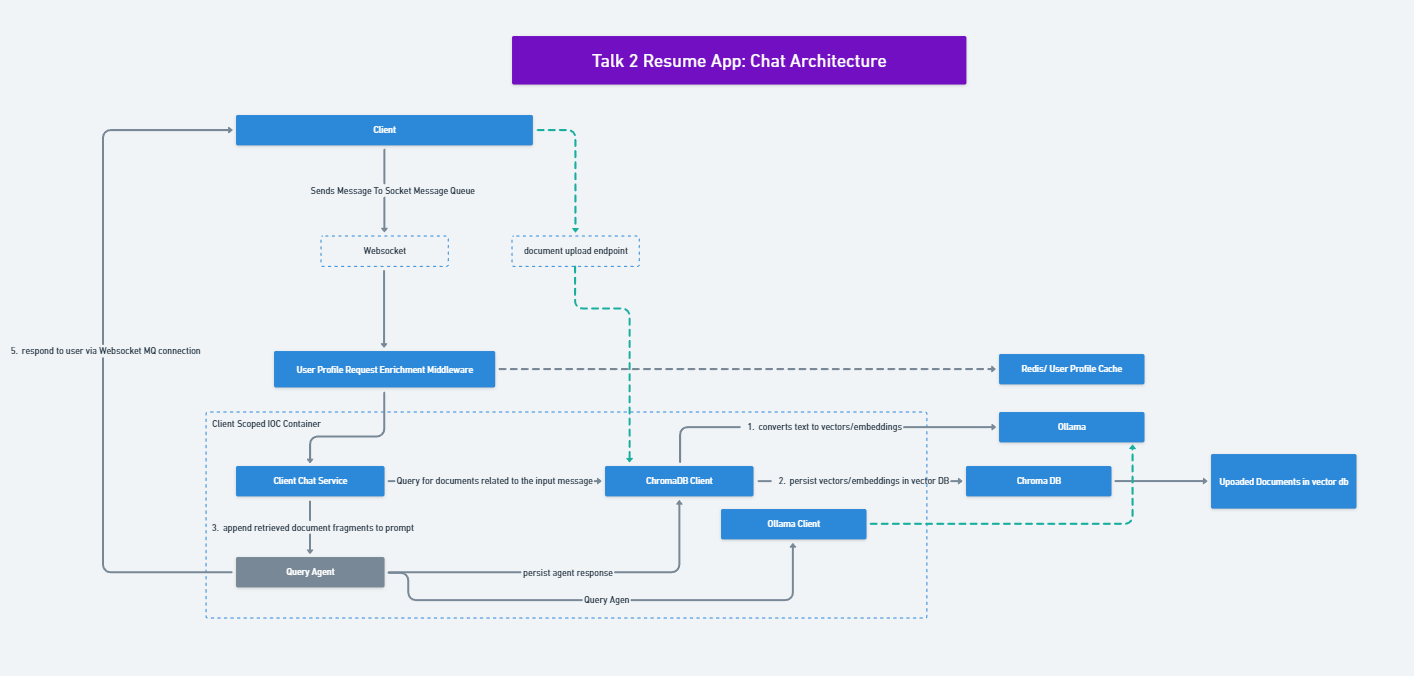 Talk 2 Resume App: Chat Architecture
Client
Sends Message To Socket Message Queue
Websocket
document upload endpoint
5. respond to user via Websocket MQ connection
User Profile Request Enrichment Middleware
Redis/ User Profile Cache
Client Scoped IOC Container
1. converts text to vectors/embeddings
Ollama
Client Chat Service
Query for documents related to the input message
ChromaDB Client
2. persist vectors/embeddings in vector DB
Chroma DB
Upoaded Documents in vector db
3. append retrieved document fragments to prompt
Ollama Client
Query Agent
persist agent response
Query Agen